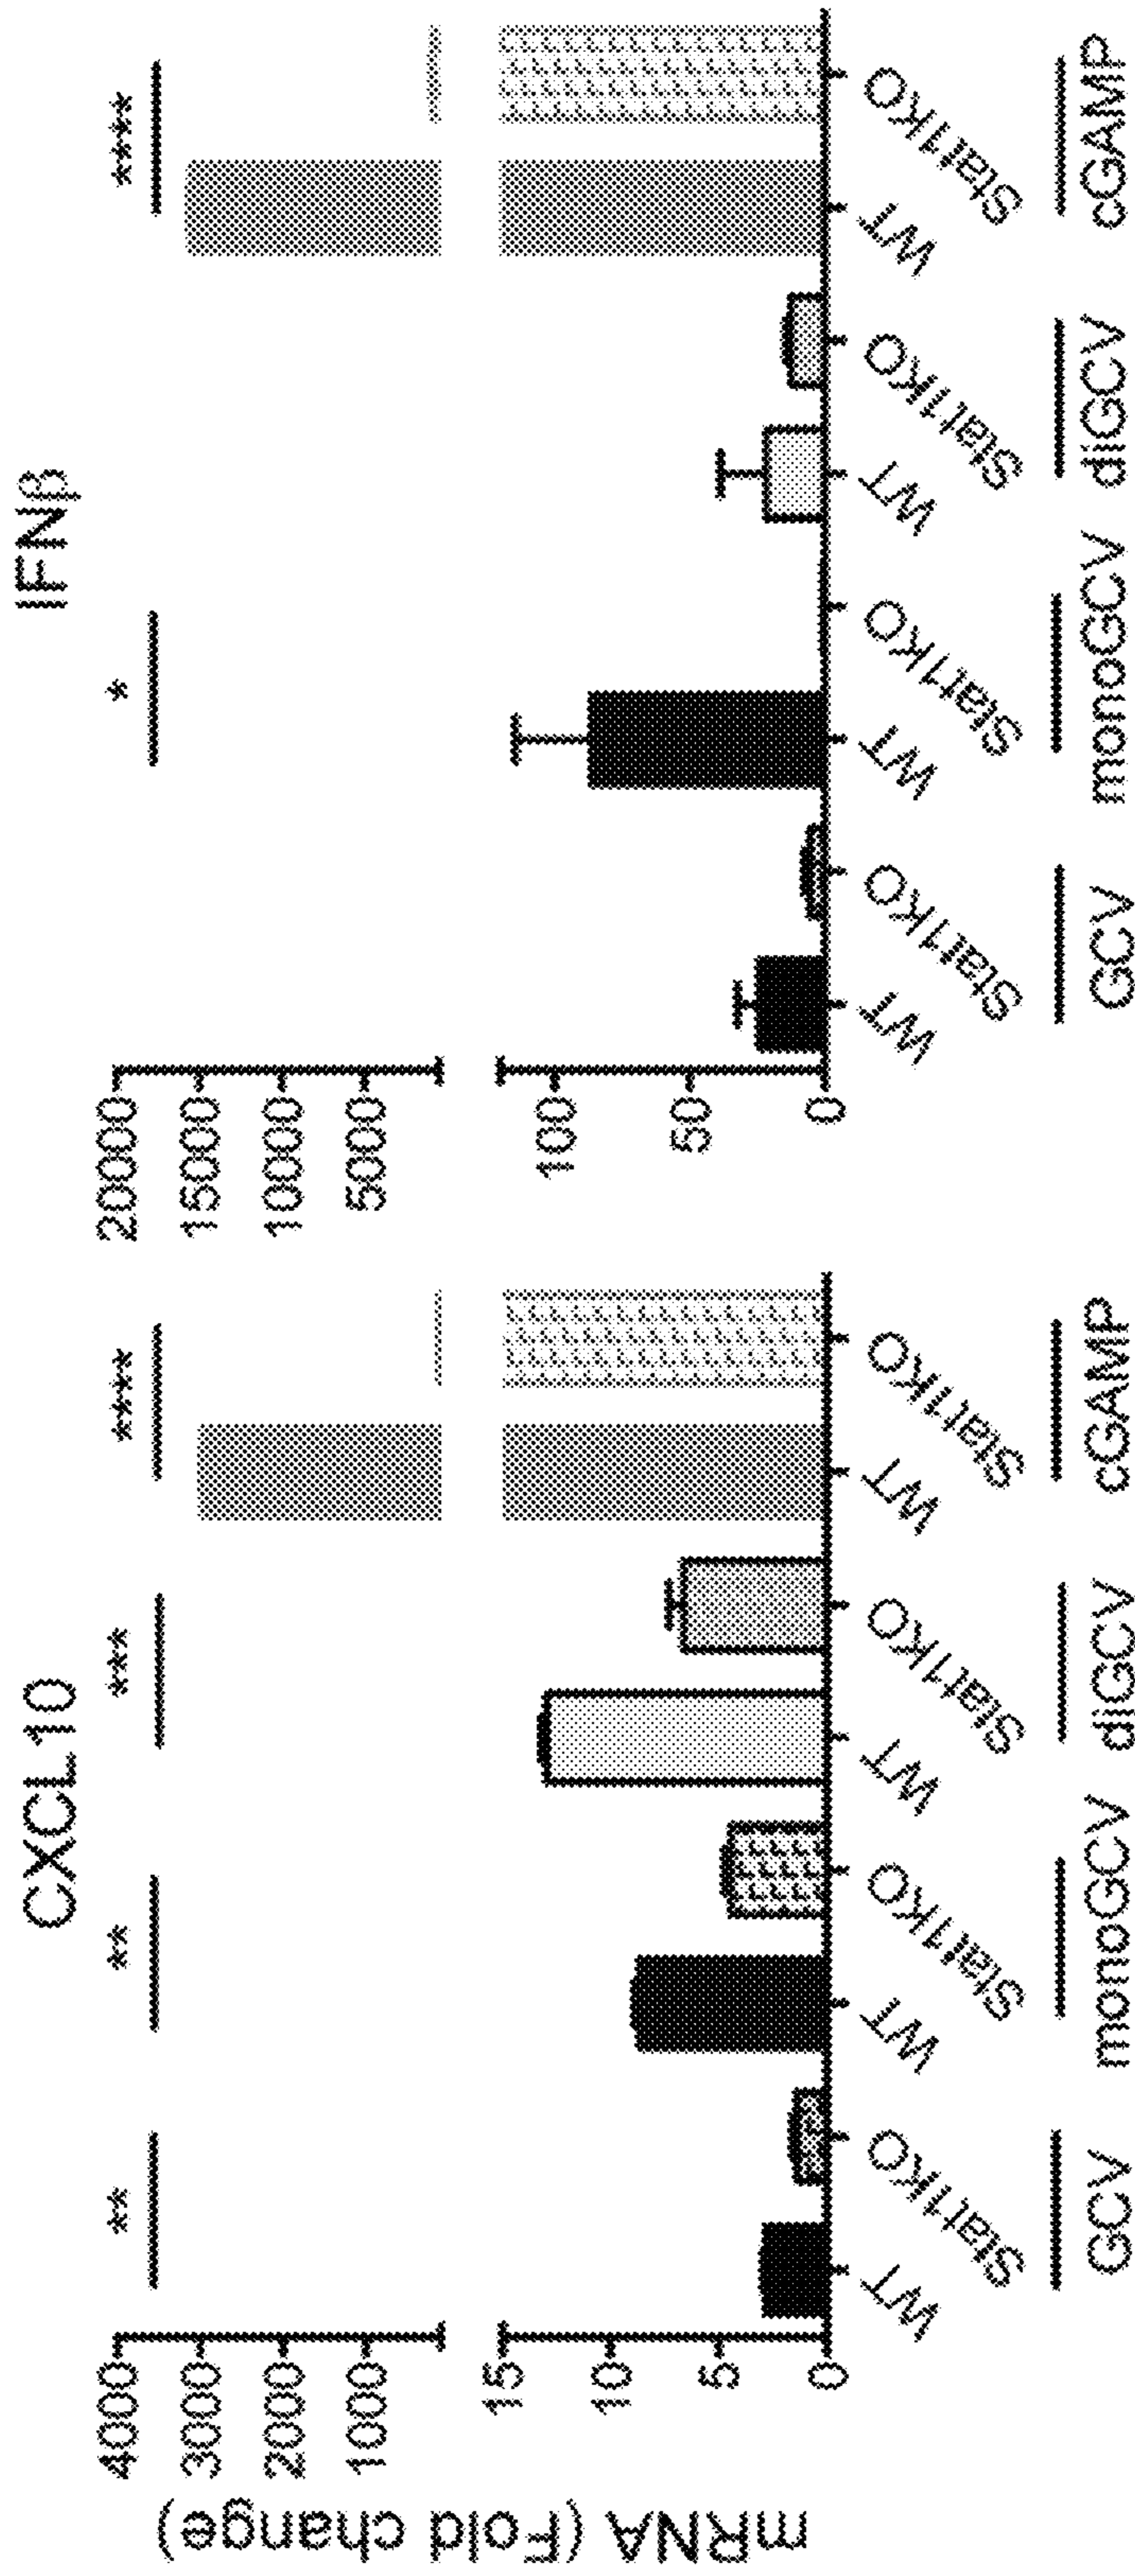 CXCL10
IFNβ
mRNA (Fold change)
** ** *** ****
* ****
4000
3000
2000
1000
15
10
5
0
20000
15000
10000
5000
100
50
0
WT Stat1KO WT Stat1KO WT Stat1KO WT Stat1KO
GCV monoGCV diGCV cGAMP
WT Stat1KO WT Stat1KO WT Stat1KO WT Stat1KO
GCV monoGCV diGCV cGAMP